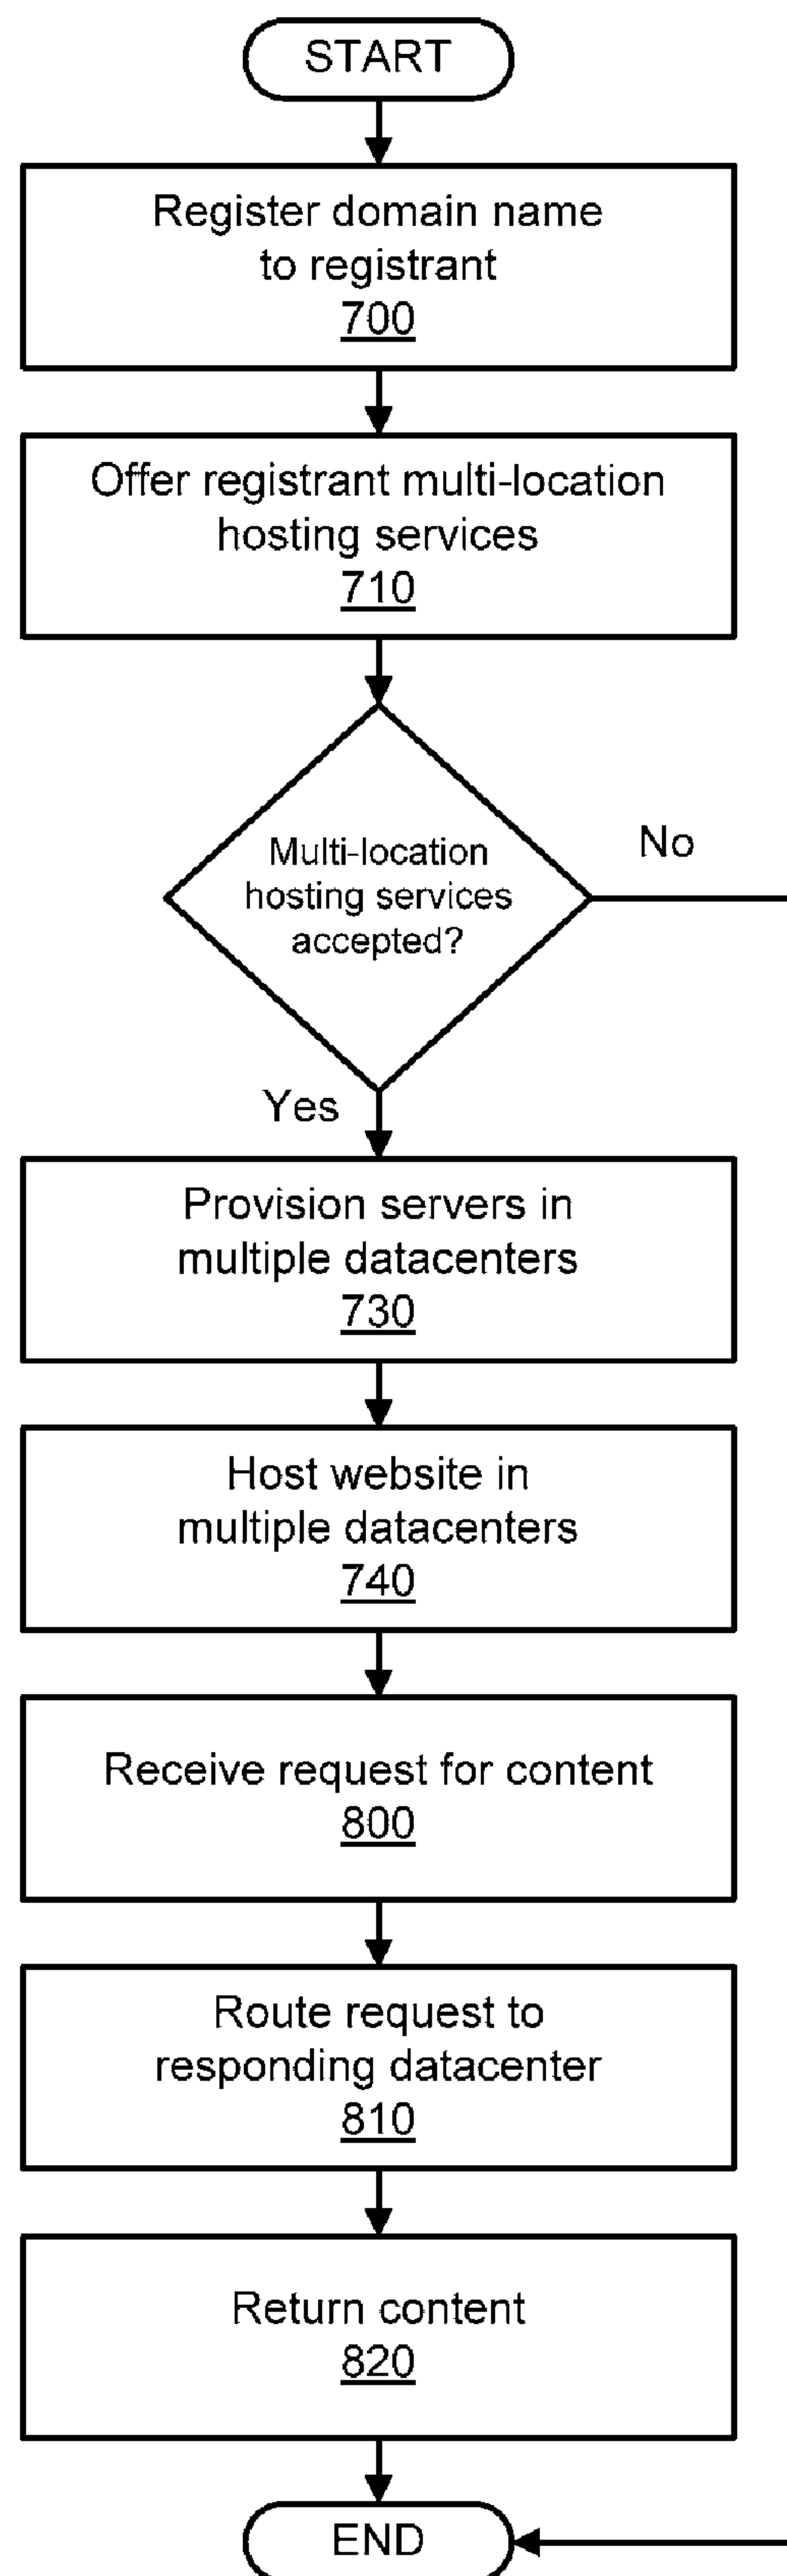 START
Register domain name
to registrant
700
Offer registrant multi-location
hosting services
710
Multi-location
hosting services
accepted?
No
Yes
Provision servers in
multiple datacenters
730
Host website in
multiple datacenters
740
Receive request for content
800
Route request to
responding datacenter
810
Return content
820
END